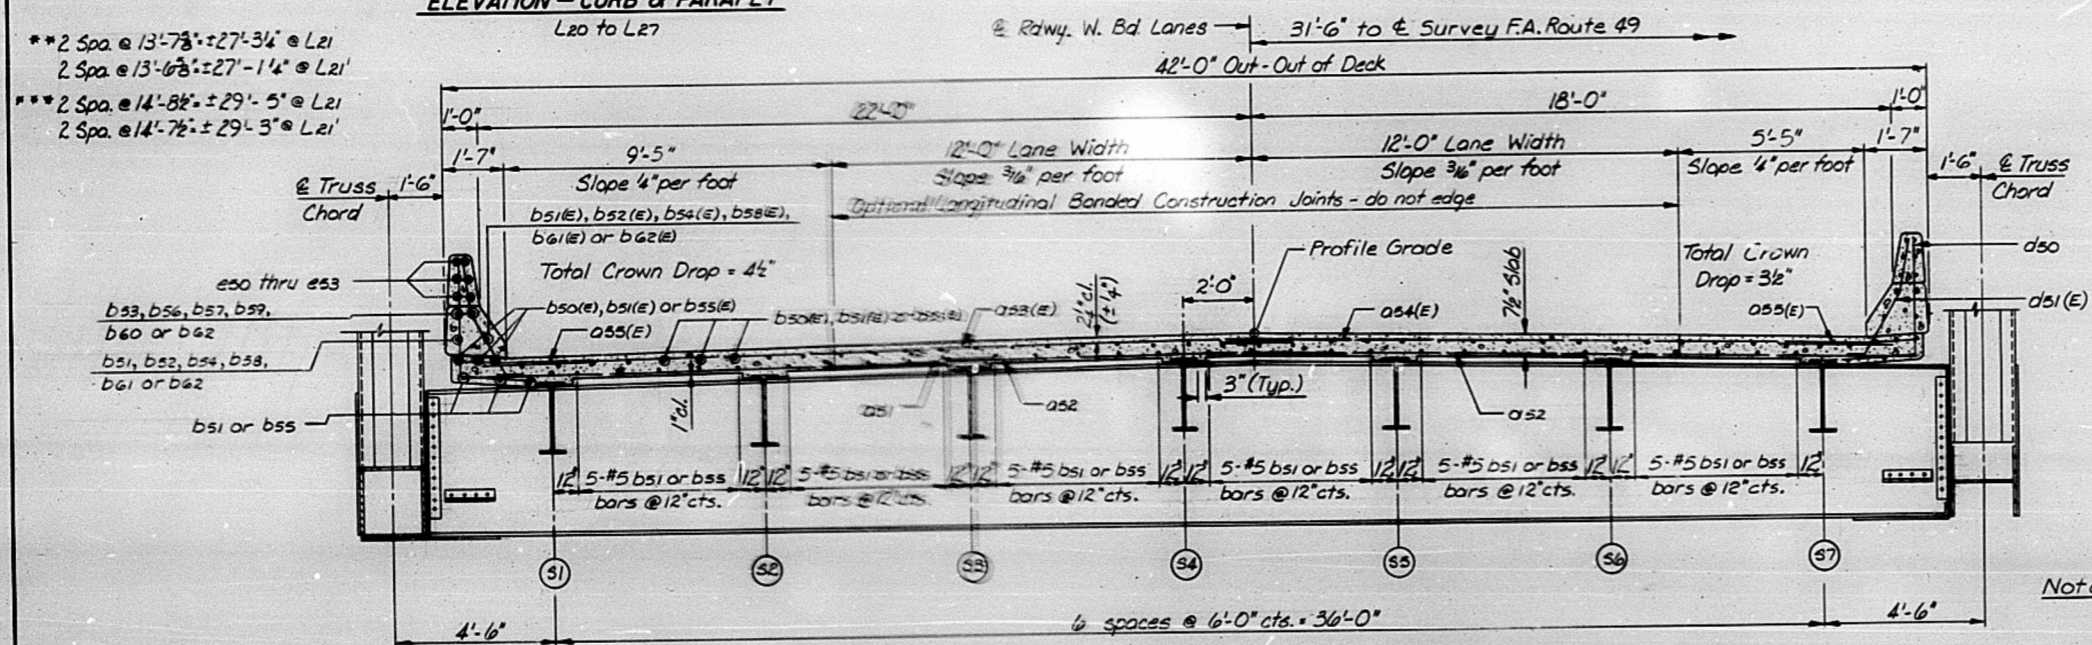 ELEVATION - CURB & PARAPET
L20 to L27
**2 Spa. @ 13'-7⅝"=±27'-3¼" @ L21
2 Spa. @ 13'-6⅝"=±27'-1¼" @ L21'
***2 Spa. @ 14'-8½"=±29'-5" @ L21
2 Spa. @ 14'-7½"=±29'-3" @ L21'
℄ Rdwy. W. Bd. Lanes
31'-6" to ℄ Survey F.A. Route 49
42'-0" Out-Out of Deck
1'-0"
22'-0"
18'-0"
1'-0"
1'-7"
9'-5"
12'-0" Lane Width
12'-0" Lane Width
5'-5"
1'-7"
Slope ¼" per foot
Slope 3/16" per foot
Slope 3/16" per foot
Slope ¼" per foot
℄ Truss
Chord
1'-6"
1'-6"
℄ Truss
Chord
Optional Longitudinal Bonded Construction Joints - do not edge
b51(E), b52(E), b54(E), b58(E),
b61(E) or b62(E)
Total Crown Drop = 4½"
Profile Grade
Total Crown
Drop = 3½"
d50
d51(E)
e50 thru e53
b53, b56, b57, b59,
b60 or b62
b51, b52, b54, b58,
b61 or b62
b51 or b55
b50(E), b51(E) or b55(E)
a55(E)
b50(E), b51(E) or b55(E)
a53(E)
2¼" cl.
(±¼")
2'-0"
a54(E)
7½" Slab
a55(E)
1" cl.
a51
a52
3" (Typ.)
a52
12" 5-#5 b51 or b55 12" 12" 5-#5 b51 or b55 12" 12" 5-#5 b51 or b55 12" 12" 5-#5 b51 or b55 12" 12" 5-#5 b51 or b55 12" 12" 5-#5 b51 or b55 12"
bars @ 12" cts. bars @ 12" cts. bars @ 12" cts. bars @ 12" cts. bars @ 12" cts. bars @ 12" cts.
S1 S2 S3 S4 S5 S6 S7
Note
4'-6"
6 spaces @ 6'-0" cts. = 36'-0"
4'-6"